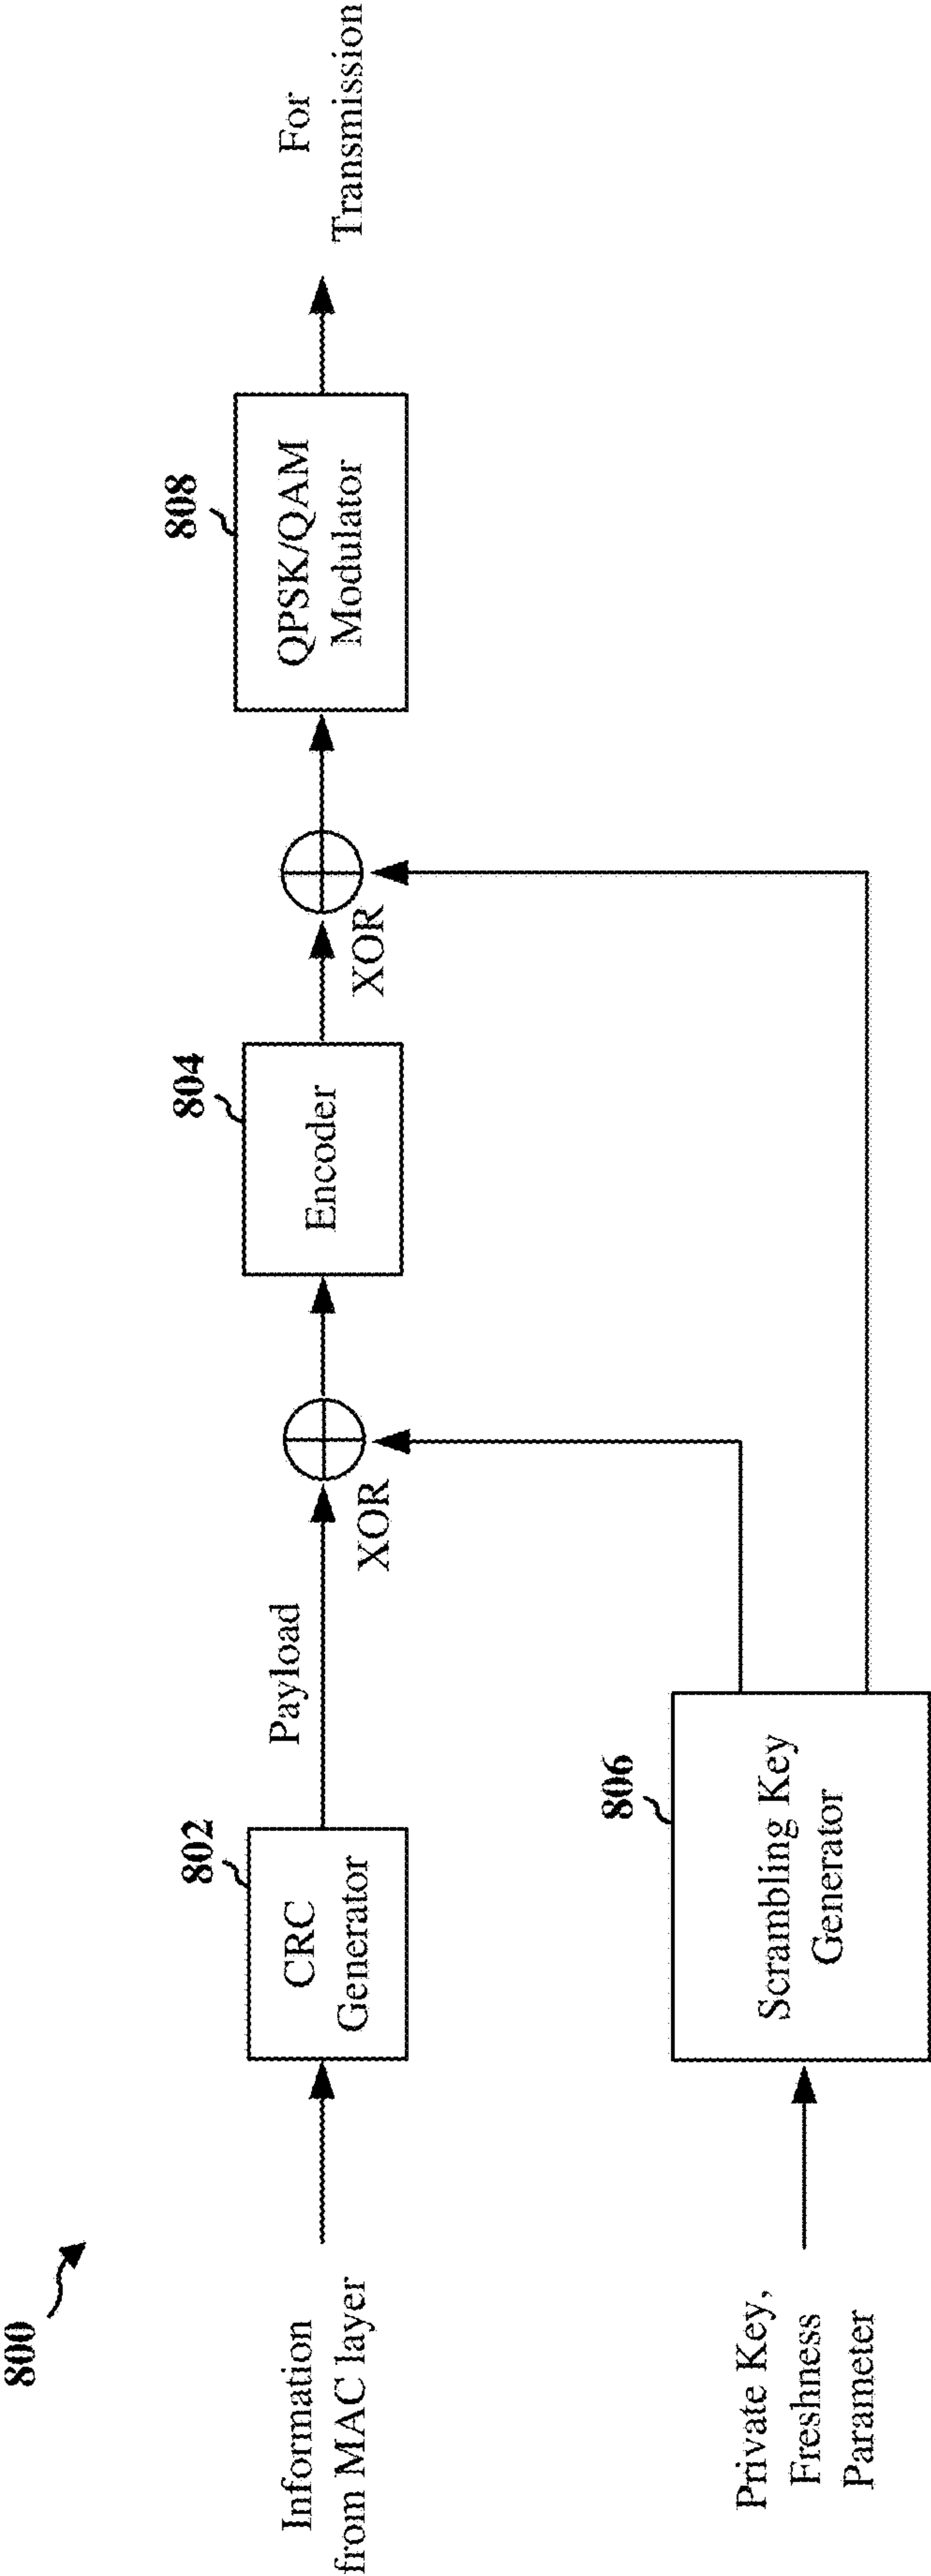 800
Information
from MAC layer
802
CRC
Generator
Payload
XOR
804
Encoder
XOR
808
QPSK/QAM
Modulator
For
Transmission
Private Key,
Freshness
Parameter
806
Scrambling Key
Generator